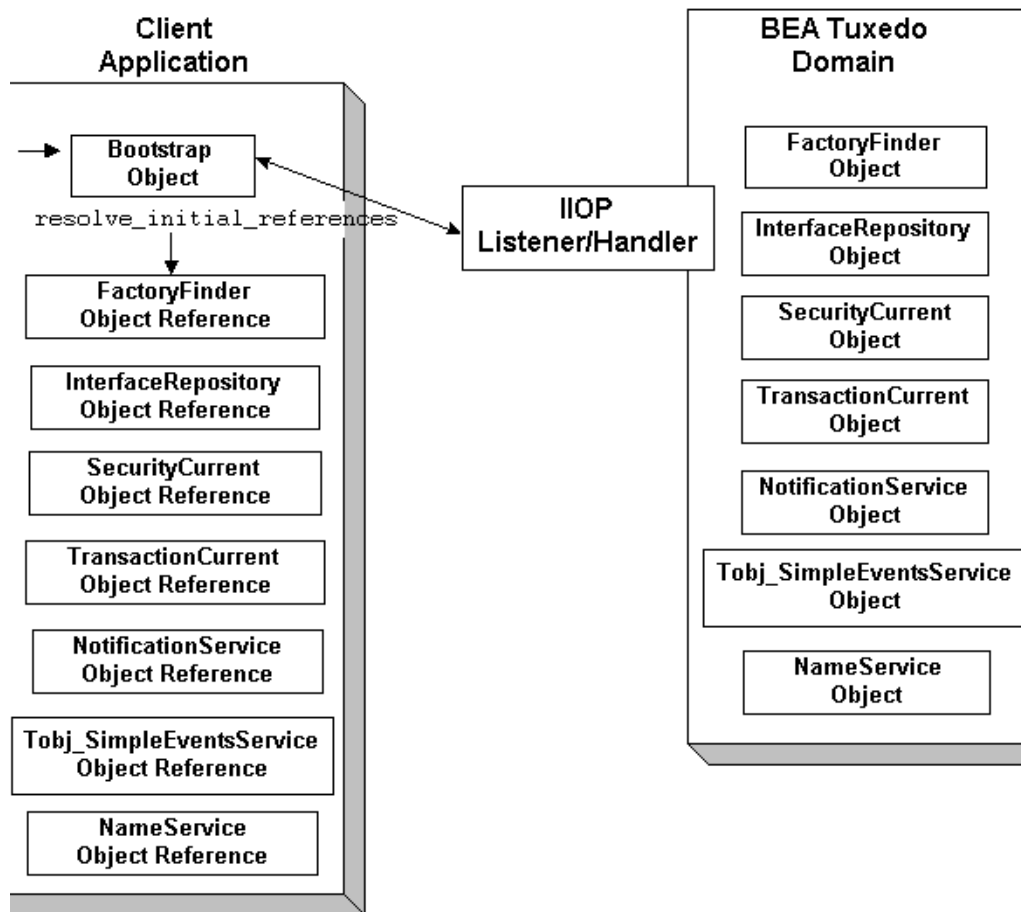 Client
Application
Bootstrap
Object
resolve_initial_references
FactoryFinder
Object Reference
InterfaceRepository
Object Reference
SecurityCurrent
Object Reference
TransactionCurrent
Object Reference
NotificationService
Object Reference
Tobj_SimpleEventsService
Object Reference
NameService
Object Reference
IIOP
Listener/Handler
BEA Tuxedo
Domain
FactoryFinder
Object
InterfaceRepository
Object
SecurityCurrent
Object
TransactionCurrent
Object
NotificationService
Object
Tobj_SimpleEventsService
Object
NameService
Object